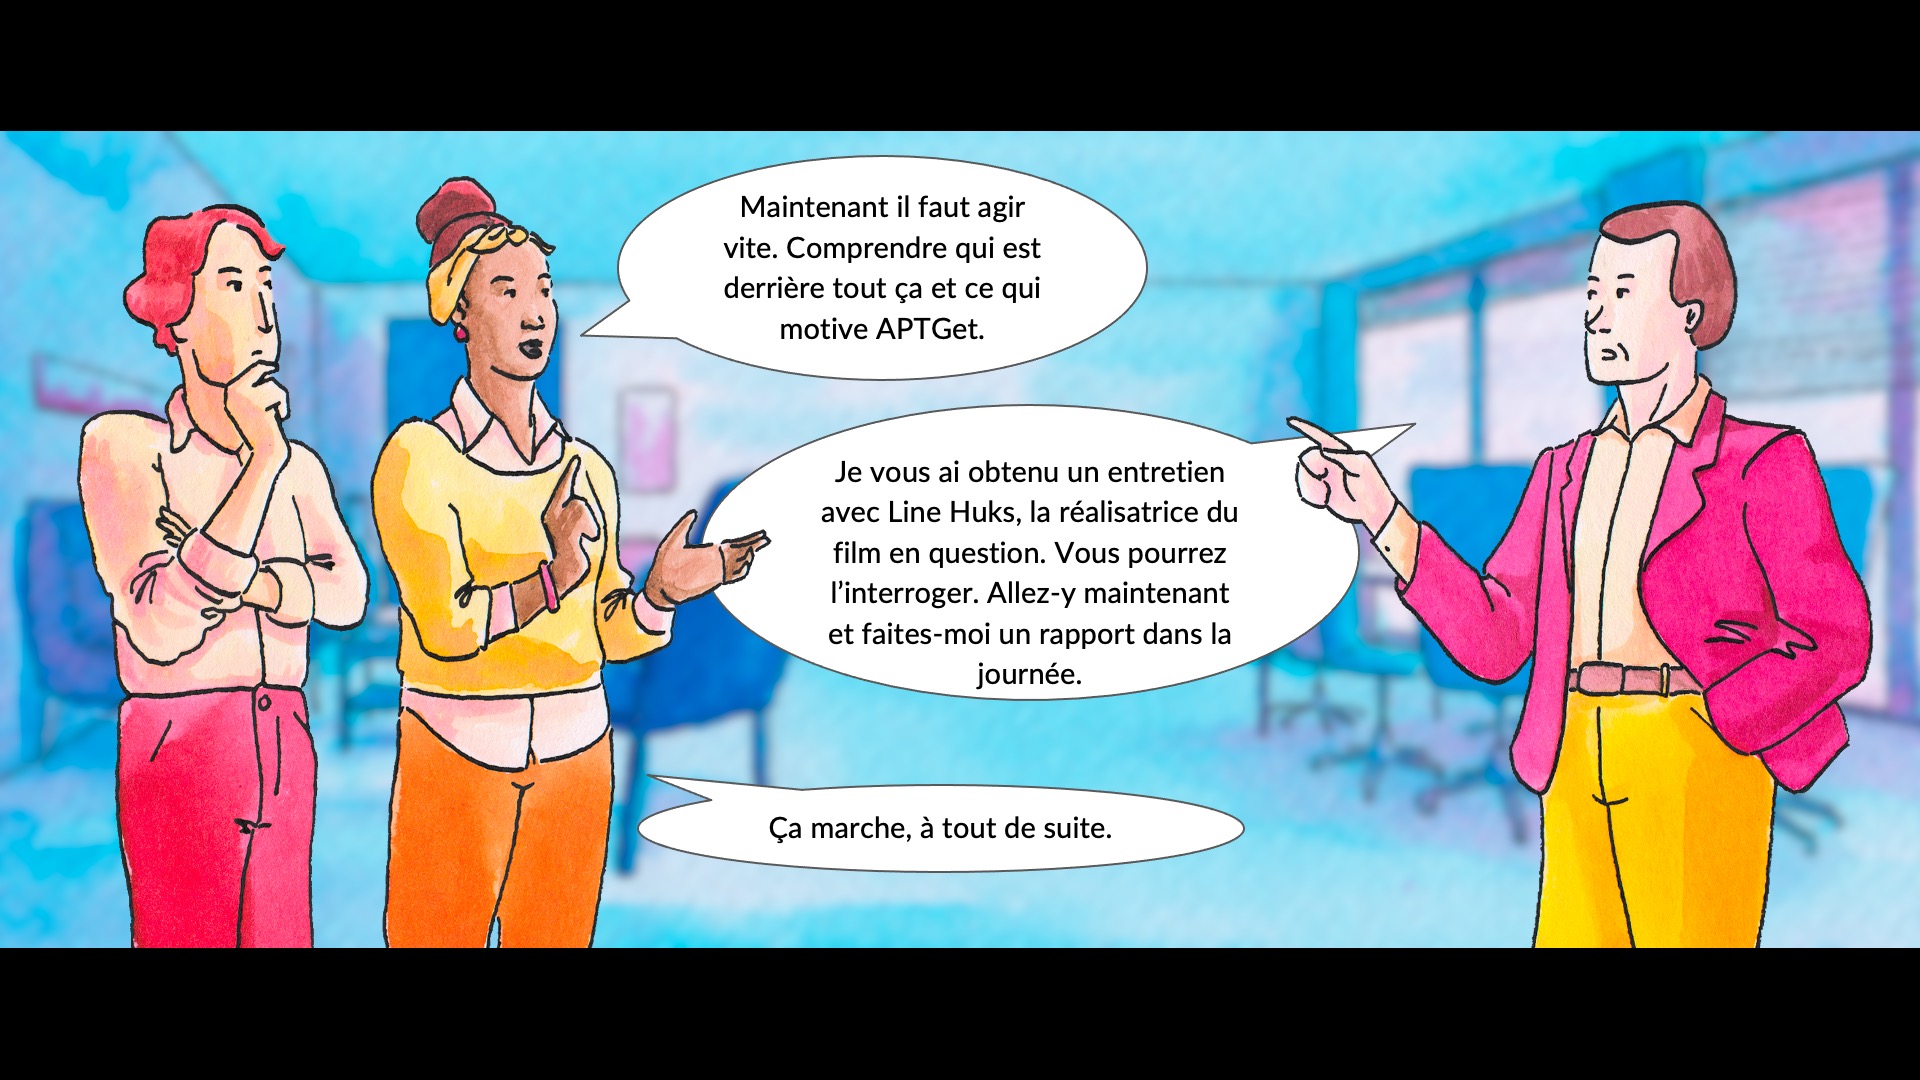 Maintenant il faut agir
vite. Comprendre qui est
derrière tout ça et ce qui
motive APTGet.
Je vous ai obtenu un entretien
avec Line Huks, la réalisatrice du
film en question. Vous pourrez
l’interroger. Allez-y maintenant
et faites-moi un rapport dans la
journée.
Ça marche, à tout de suite.